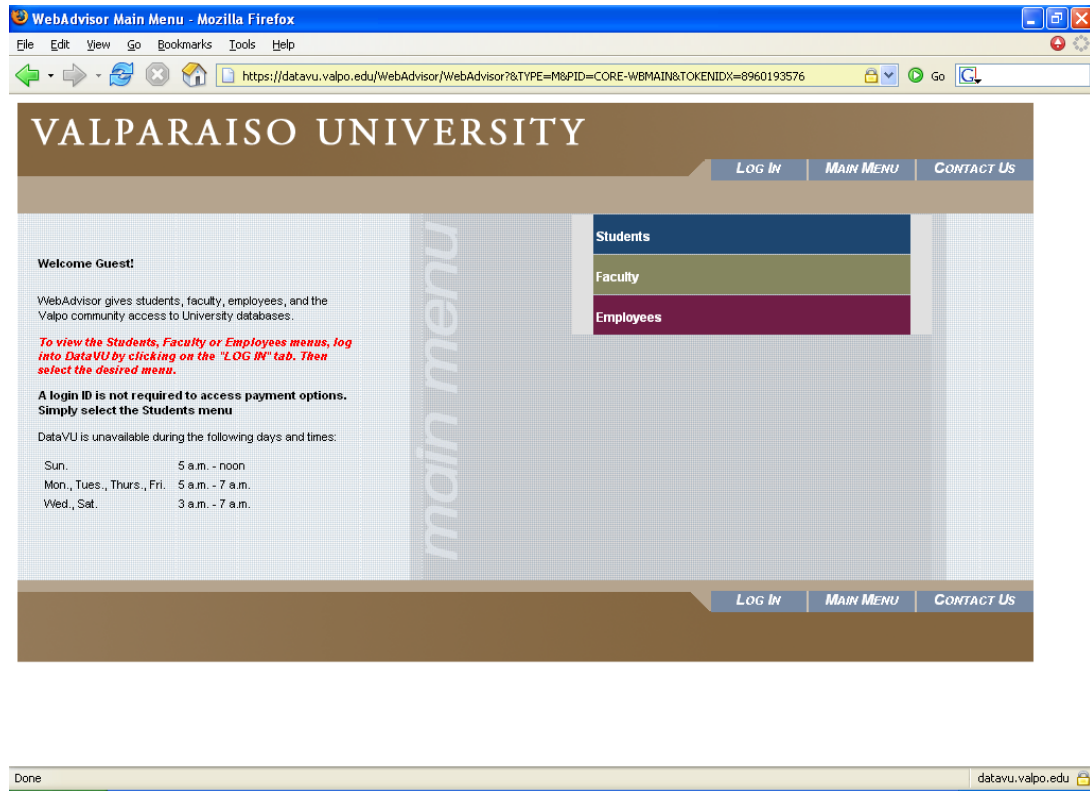 WebAdvisor Main Menu - Mozilla Firefox
File Edit View Go Bookmarks Tools Help
https://datavu.valpo.edu/WebAdvisor/WebAdvisor?&TYPE=M&PID=CORE-WBMAIN&TOKENIDX=8960193576 Go G
VALPARAISO UNIVERSITY
LOG IN MAIN MENU CONTACT US
main menu
Students
Faculty
Employees
Welcome Guest!
WebAdvisor gives students, faculty, employees, and the
Valpo community access to University databases.
To view the Students, Faculty or Employees menus, log
into DataVU by clicking on the "LOG IN" tab. Then
select the desired menu.
A login ID is not required to access payment options.
Simply select the Students menu
DataVU is unavailable during the following days and times:
Sun. 5 a.m. - noon
Mon., Tues., Thurs., Fri. 5 a.m. - 7 a.m.
Wed., Sat. 3 a.m. - 7 a.m.
LOG IN MAIN MENU CONTACT US
Done datavu.valpo.edu